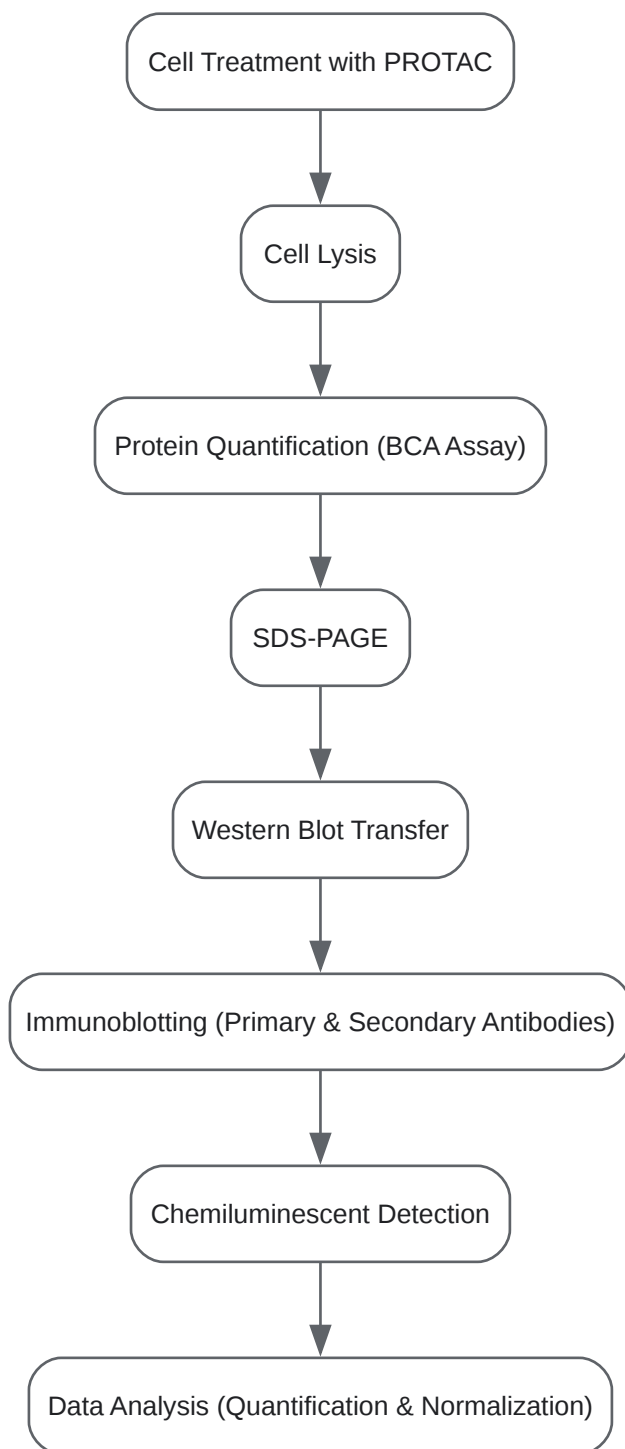 Cell Treatment with PROTAC
Cell Lysis
Protein Quantification (BCA Assay)
SDS-PAGE
Western Blot Transfer
Immunoblotting (Primary & Secondary Antibodies)
Chemiluminescent Detection
Data Analysis (Quantification & Normalization)